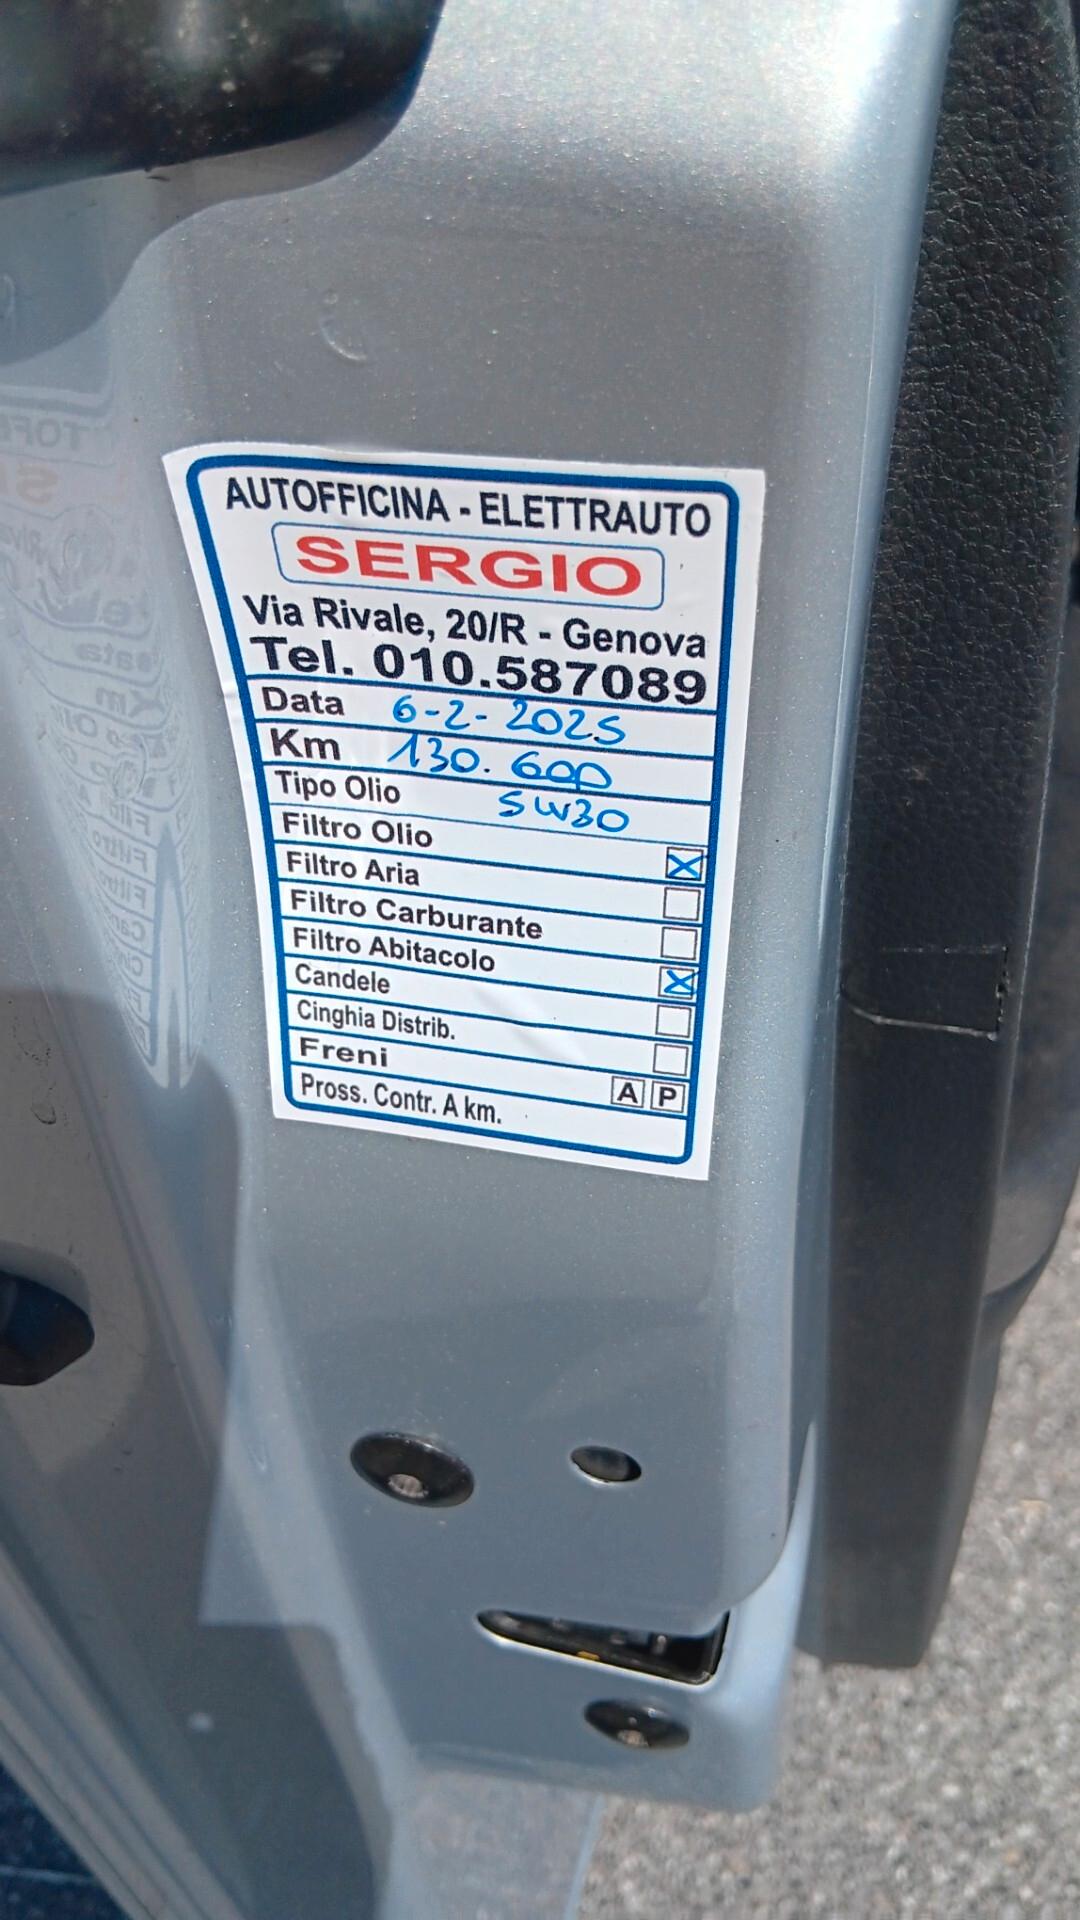 AUTOFFICINA - ELETTRAUTO
SERGIO
Via Rivale, 20/R - Genova
Tel. 010.587089
Data 6-2-2025
Km 130.600
Tipo Olio 5W30
Filtro Olio X
Filtro Aria
Filtro Carburante
Filtro Abitacolo X
Candele
Cinghia Distrib.
Freni A P
Pross. Contr. A km.